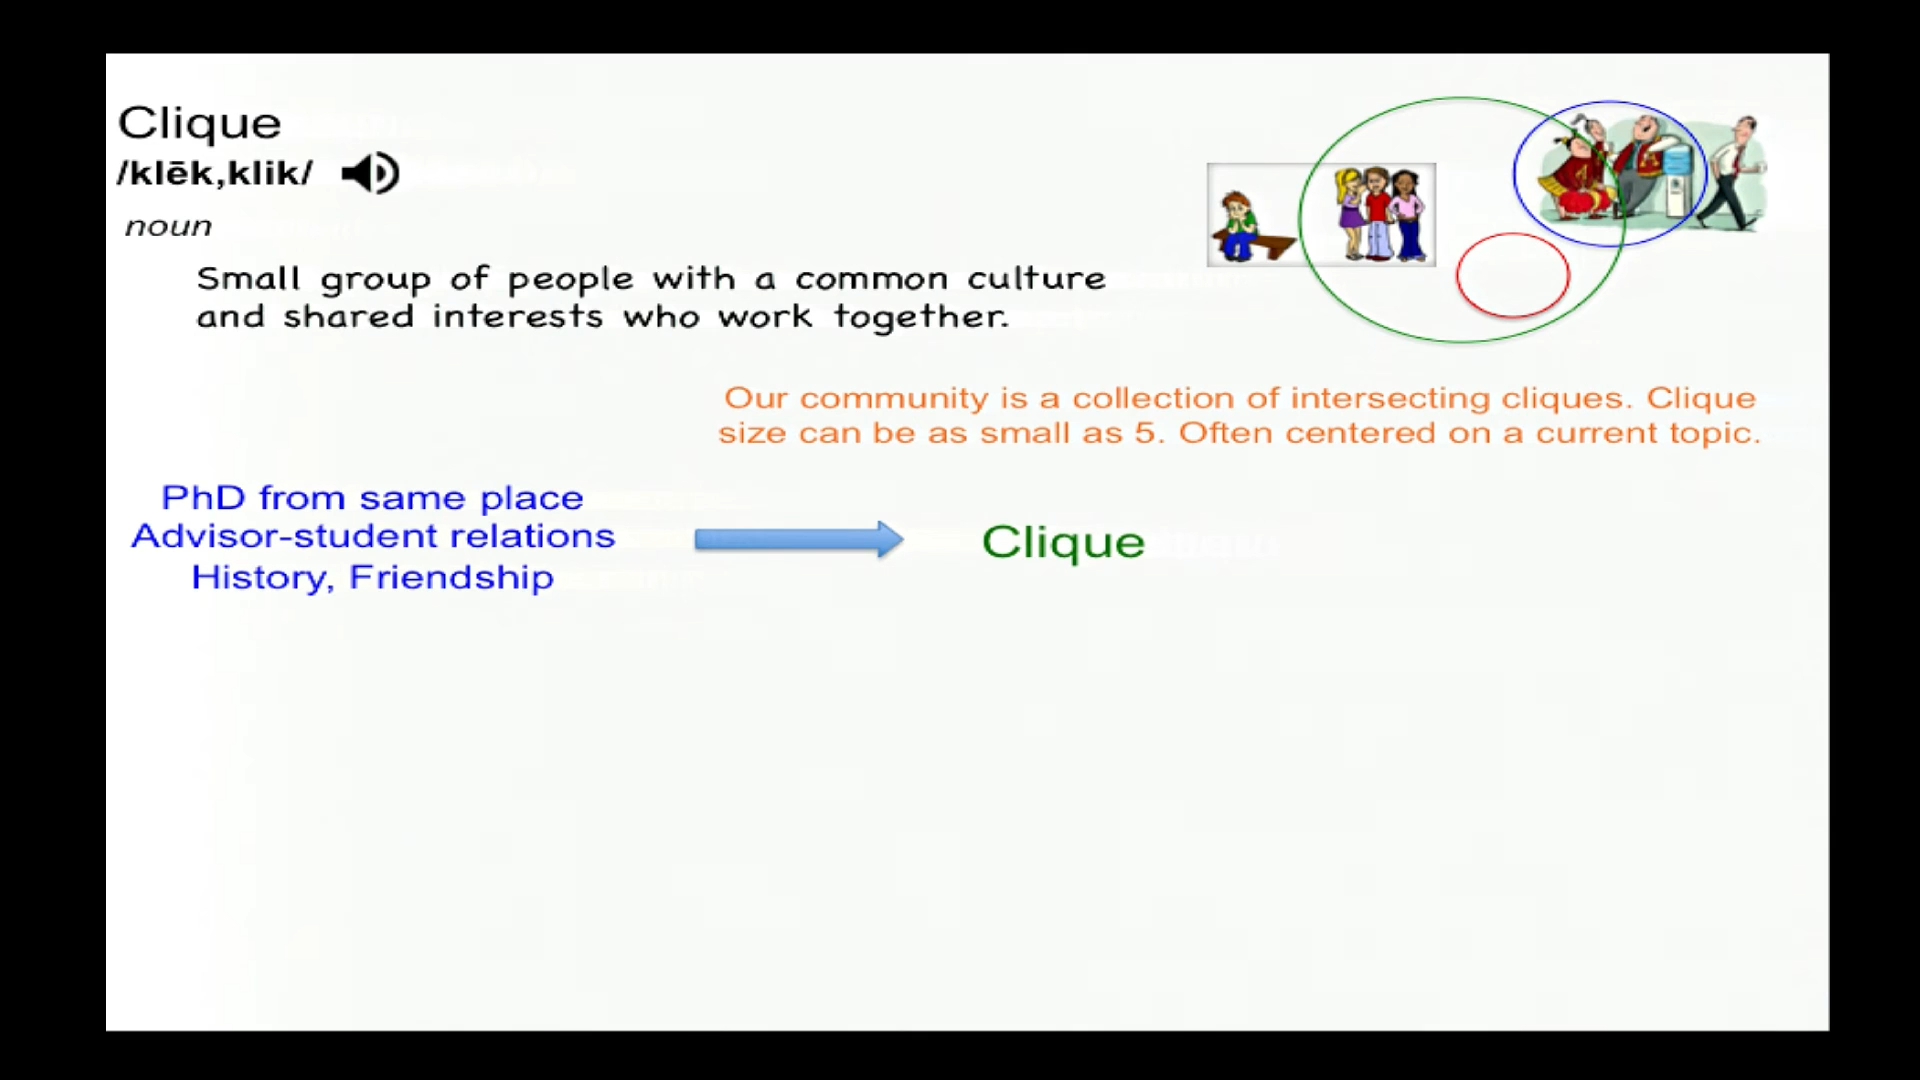 Clique
/klēk,klik/
noun
Small group of people with a common culture
and shared interests who work together.
Our community is a collection of intersecting cliques. Clique
size can be as small as 5. Often centered on a current topic.
PhD from same place
Advisor-student relations
History, Friendship
Clique